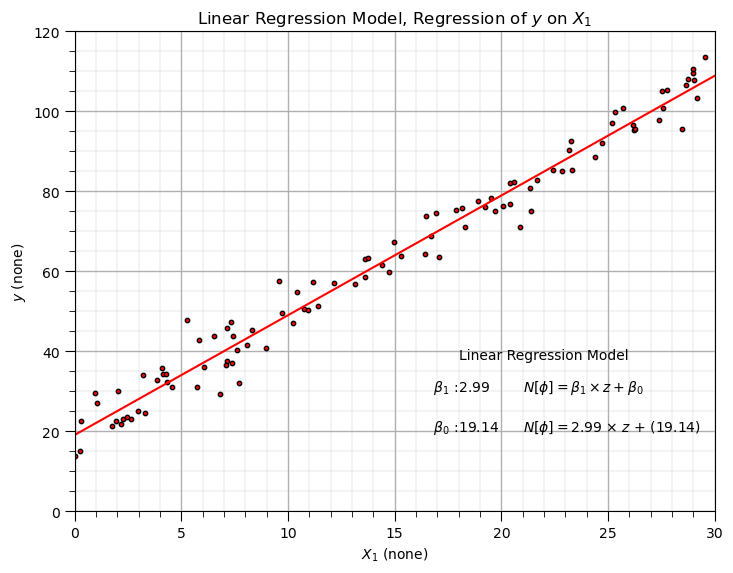 Linear Regression Model, Regression of y on X₁
120
100
80
60
40
20
0
y (none)
Linear Regression Model
β₁ :2.99 N[ϕ] = β₁ × z + β₀
β₀ :19.14 N[ϕ] = 2.99 × z + (19.14)
0 5 10 15 20 25 30
X₁ (none)